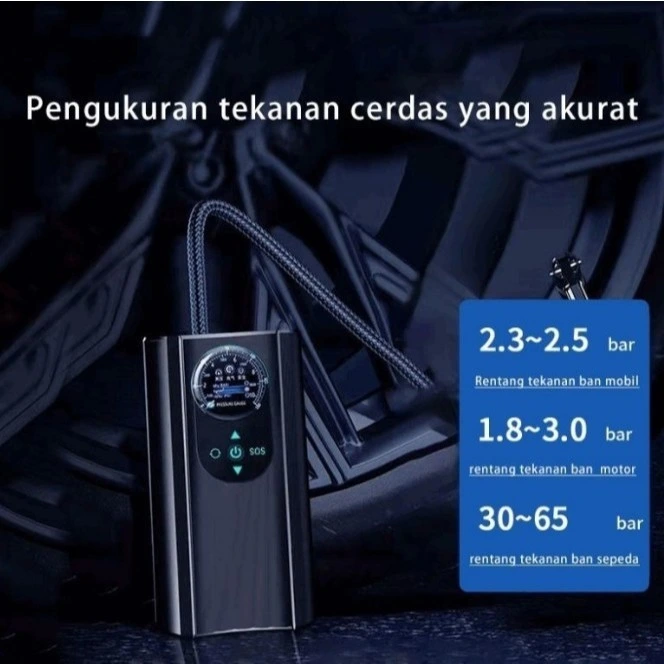 Pengukuran tekanan cerdas yang akurat
2.3~2.5 bar
Rentang tekanan ban mobil
1.8~3.0 bar
rentang tekanan ban motor
30~65 bar
rentang tekanan ban sepeda
SOS